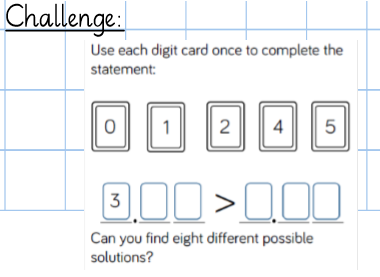 Challenge:
Use each digit card once to complete the
statement:
0 1 2 4 5
3. > .
Can you find eight different possible
solutions?